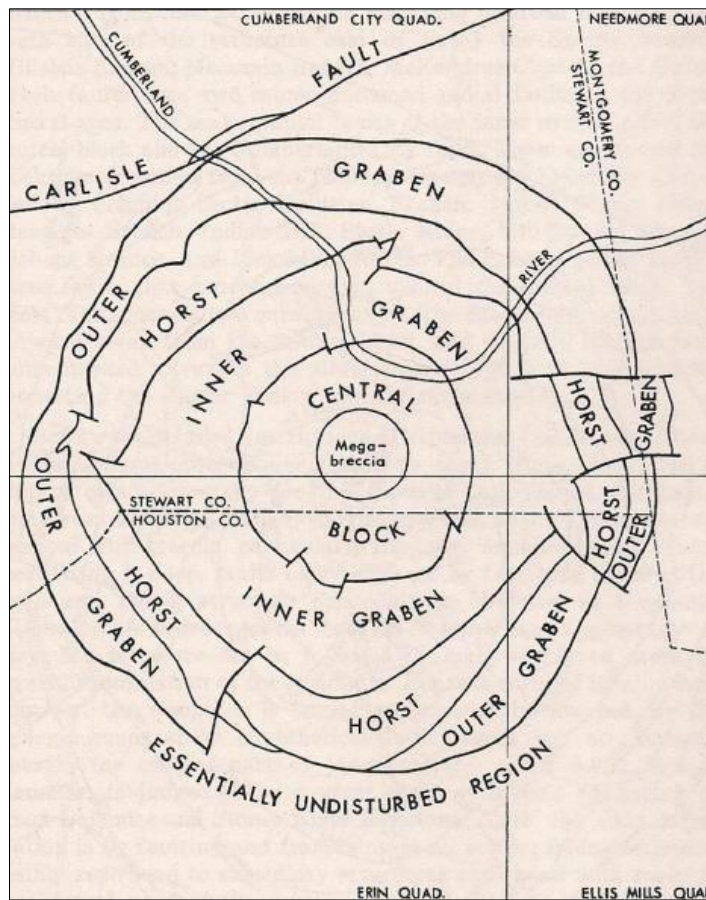 CUMBERLAND CITY QUAD.
NEEDMORE QUA
CUMBERLAND
FAULT
MONTGOMERY CO.
STEWART CO.
CARLISLE
GRABEN
OUTER
HORST
RIVER
GRABEN
INNER
CENTRAL
HORST
GRABEN
Mega-
breccia
OUTER
STEWART CO.
HOUSTON CO.
BLOCK
HORST
OUTER
HORST
INNER GRABEN
GRABEN
HORST
OUTER GRABEN
ESSENTIALLY UNDISTURBED REGION
ERIN QUAD.
ELLIS MILLS QUA